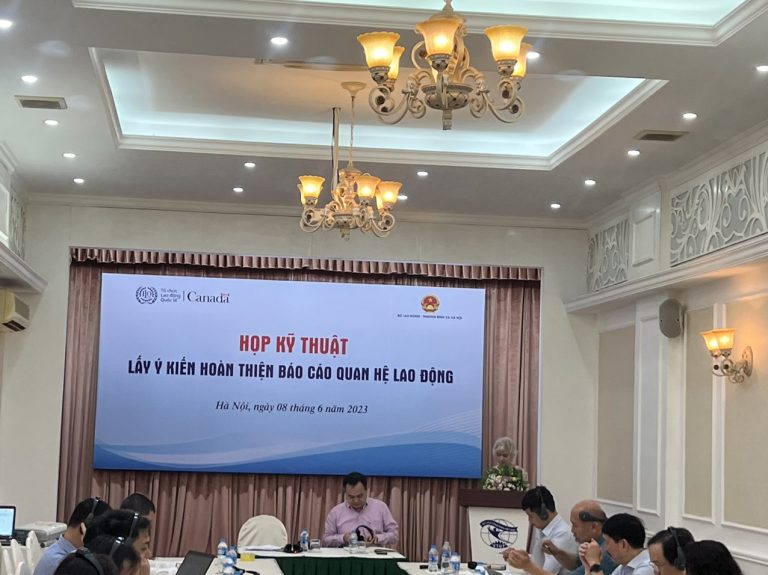 Tổ chức
Lao động
Quốc tế
Canada
BỘ LAO ĐỘNG - THƯƠNG BINH VÀ XÃ HỘI
HỌP KỸ THUẬT
LẤY Ý KIẾN HOÀN THIỆN BÁO CÁO QUAN HỆ LAO ĐỘNG
Hà Nội, ngày 08 tháng 6 năm 2023